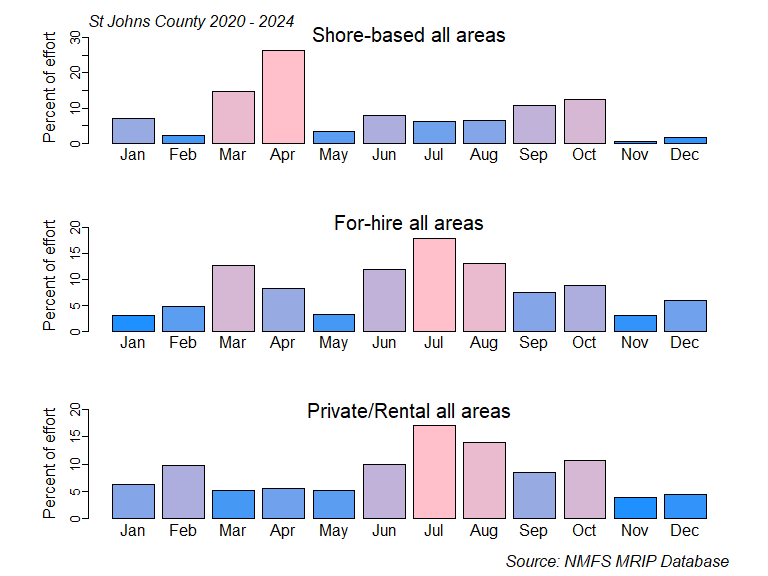 St Johns County 2020 - 2024
Shore-based all areas
Percent of effort
0 10 20 30
Jan Feb Mar Apr May Jun Jul Aug Sep Oct Nov Dec
For-hire all areas
Percent of effort
0 5 10 15 20
Jan Feb Mar Apr May Jun Jul Aug Sep Oct Nov Dec
Private/Rental all areas
Percent of effort
0 5 10 15 20
Jan Feb Mar Apr May Jun Jul Aug Sep Oct Nov Dec
Source: NMFS MRIP Database